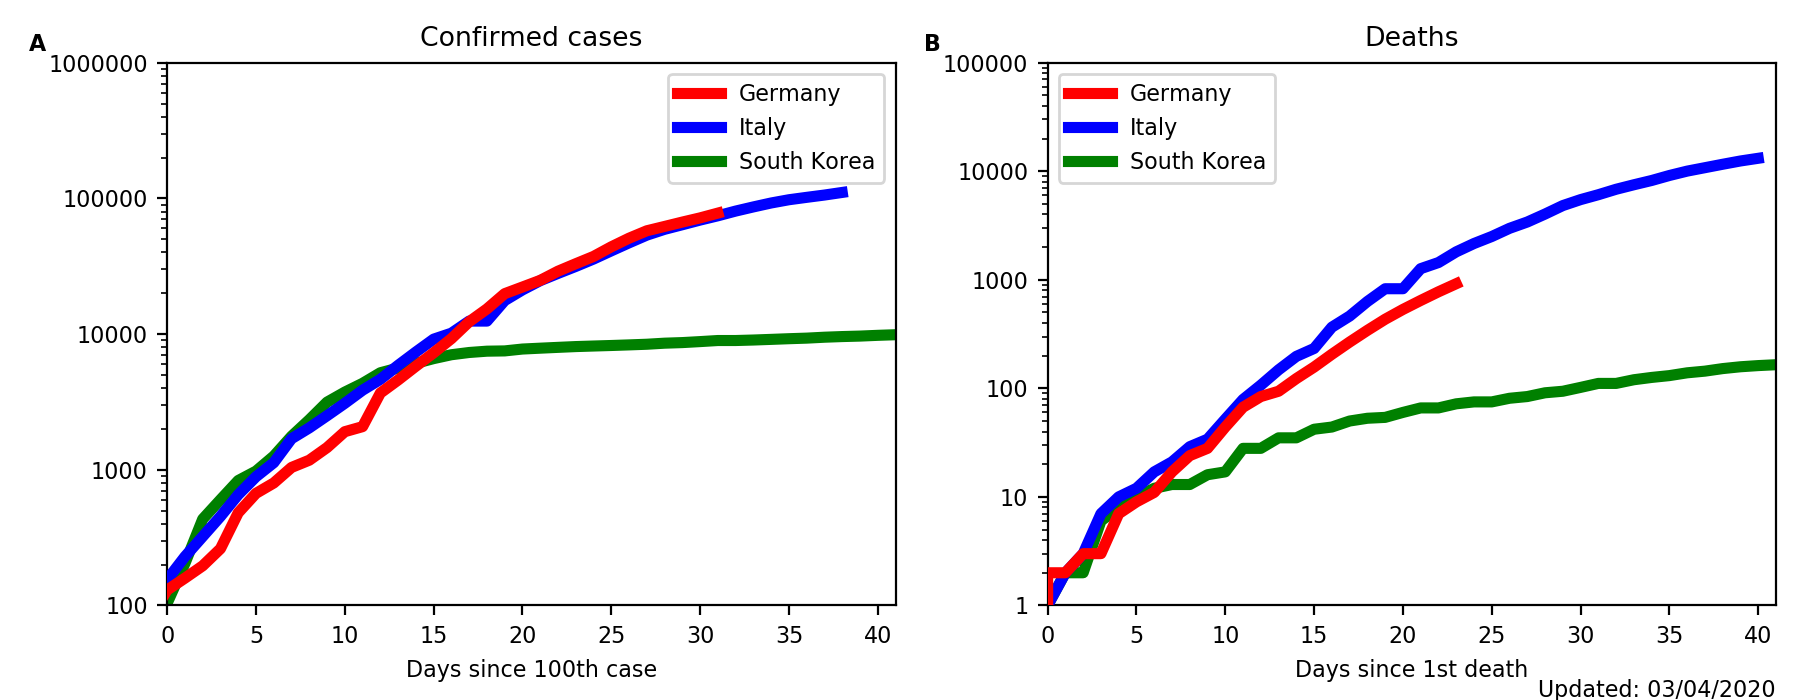 A
Confirmed cases
1000000
100000
10000
1000
100
Germany
Italy
South Korea
0 5 10 15 20 25 30 35 40
Days since 100th case
B
Deaths
100000
10000
1000
100
10
1
Germany
Italy
South Korea
0 5 10 15 20 25 30 35 40
Days since 1st death
Updated: 03/04/2020